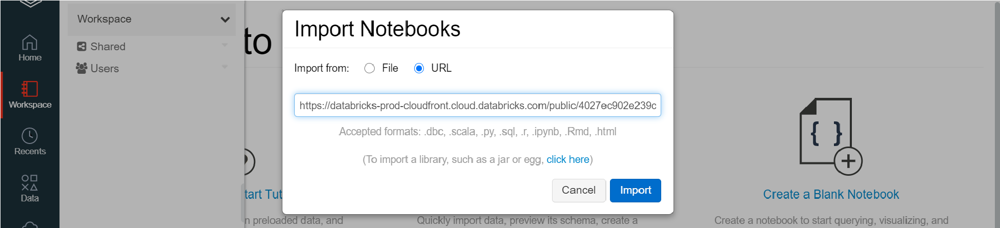 Home
Workspace
Recents
Data
Workspace
Shared
Users
to
Import Notebooks
Import from: File URL
https://databricks-prod-cloudfront.cloud.databricks.com/public/4027ec902e239c
Accepted formats: .dbc, .scala, .py, .sql, .r, .ipynb, .Rmd, .html
(To import a library, such as a jar or egg, click here)
Cancel Import
tart Tut
n preloaded data, and
Quickly import data, preview its schema, create a
{ }
Create a Blank Notebook
Create a notebook to start querying, visualizing, and